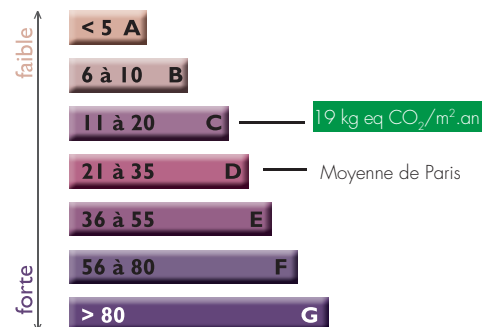 faible
< 5 A
6 à 10 B
11 à 20 C
19 kg eq CO₂/m².an
21 à 35 D
Moyenne de Paris
36 à 55 E
56 à 80 F
forte
> 80 G